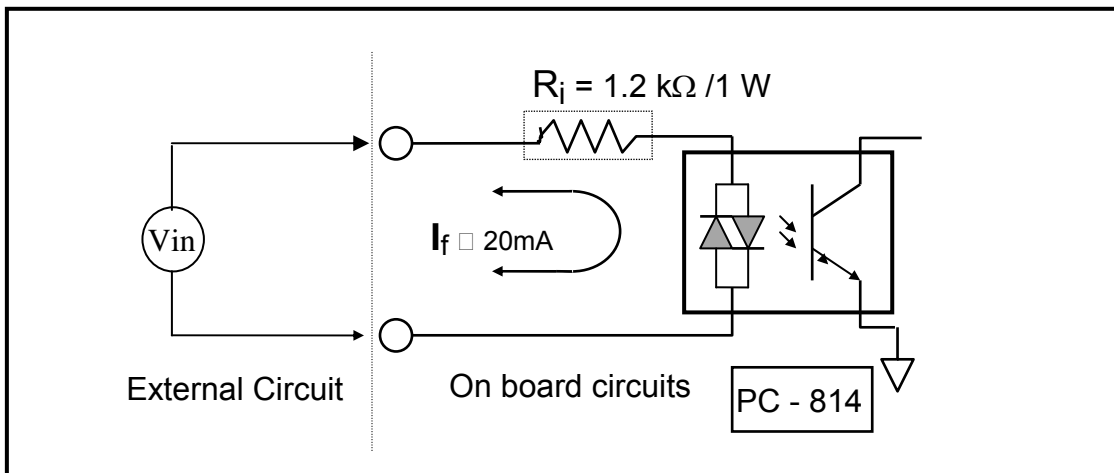 Ri = 1.2 kΩ /1 W
Vin
If □ 20mA
External Circuit
On board circuits
PC - 814